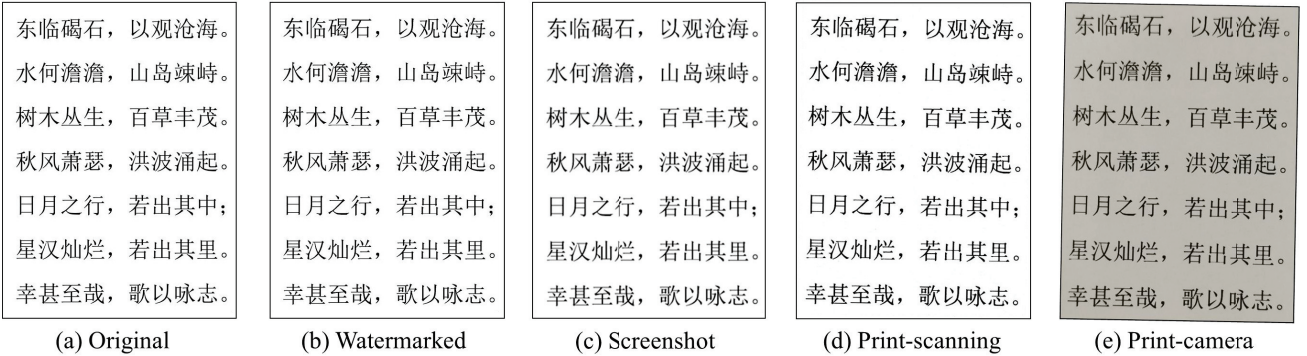 东临碣石，以观沧海。
水何澹澹，山岛竦峙。
树木丛生，百草丰茂。
秋风萧瑟，洪波涌起。
日月之行，若出其中；
星汉灿烂，若出其里。
幸甚至哉，歌以咏志。
(a) Original
东临碣石，以观沧海。
水何澹澹，山岛竦峙。
树木丛生，百草丰茂。
秋风萧瑟，洪波涌起。
日月之行，若出其中；
星汉灿烂，若出其里。
幸甚至哉，歌以咏志。
(b) Watermarked
东临碣石，以观沧海。
水何澹澹，山岛竦峙。
树木丛生，百草丰茂。
秋风萧瑟，洪波涌起。
日月之行，若出其中；
星汉灿烂，若出其里。
幸甚至哉，歌以咏志。
(c) Screenshot
东临碣石，以观沧海。
水何澹澹，山岛竦峙。
树木丛生，百草丰茂。
秋风萧瑟，洪波涌起。
日月之行，若出其中；
星汉灿烂，若出其里。
幸甚至哉，歌以咏志。
(d) Print-scanning
东临碣石，以观沧海。
水何澹澹，山岛竦峙。
树木丛生，百草丰茂。
秋风萧瑟，洪波涌起。
日月之行，若出其中；
星汉灿烂，若出其里。
幸甚至哉，歌以咏志。
(e) Print-camera